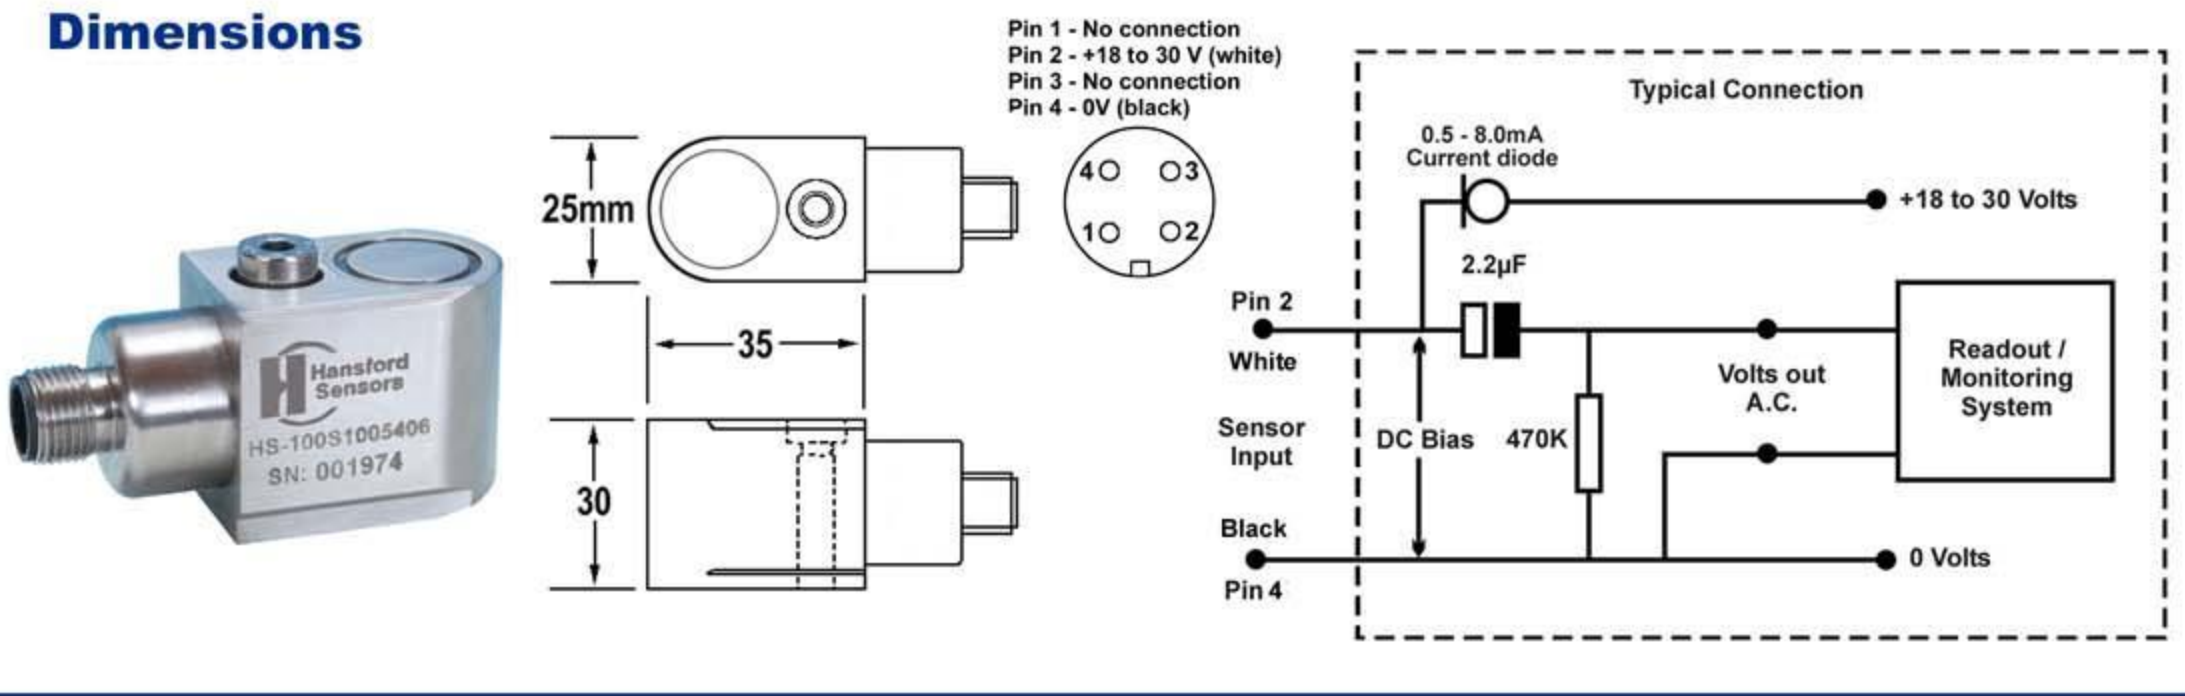 Dimensions
Hansford
Sensors
HS-100S1005406
SN: 001974
25mm
35
30
Pin 1 - No connection
Pin 2 - +18 to 30 V (white)
Pin 3 - No connection
Pin 4 - 0V (black)
4 3
1 2
Typical Connection
0.5 - 8.0mA
Current diode
+18 to 30 Volts
2.2µF
Pin 2
White
Sensor
Input
DC Bias
470K
Volts out
A.C.
Readout /
Monitoring
System
Black
Pin 4
0 Volts